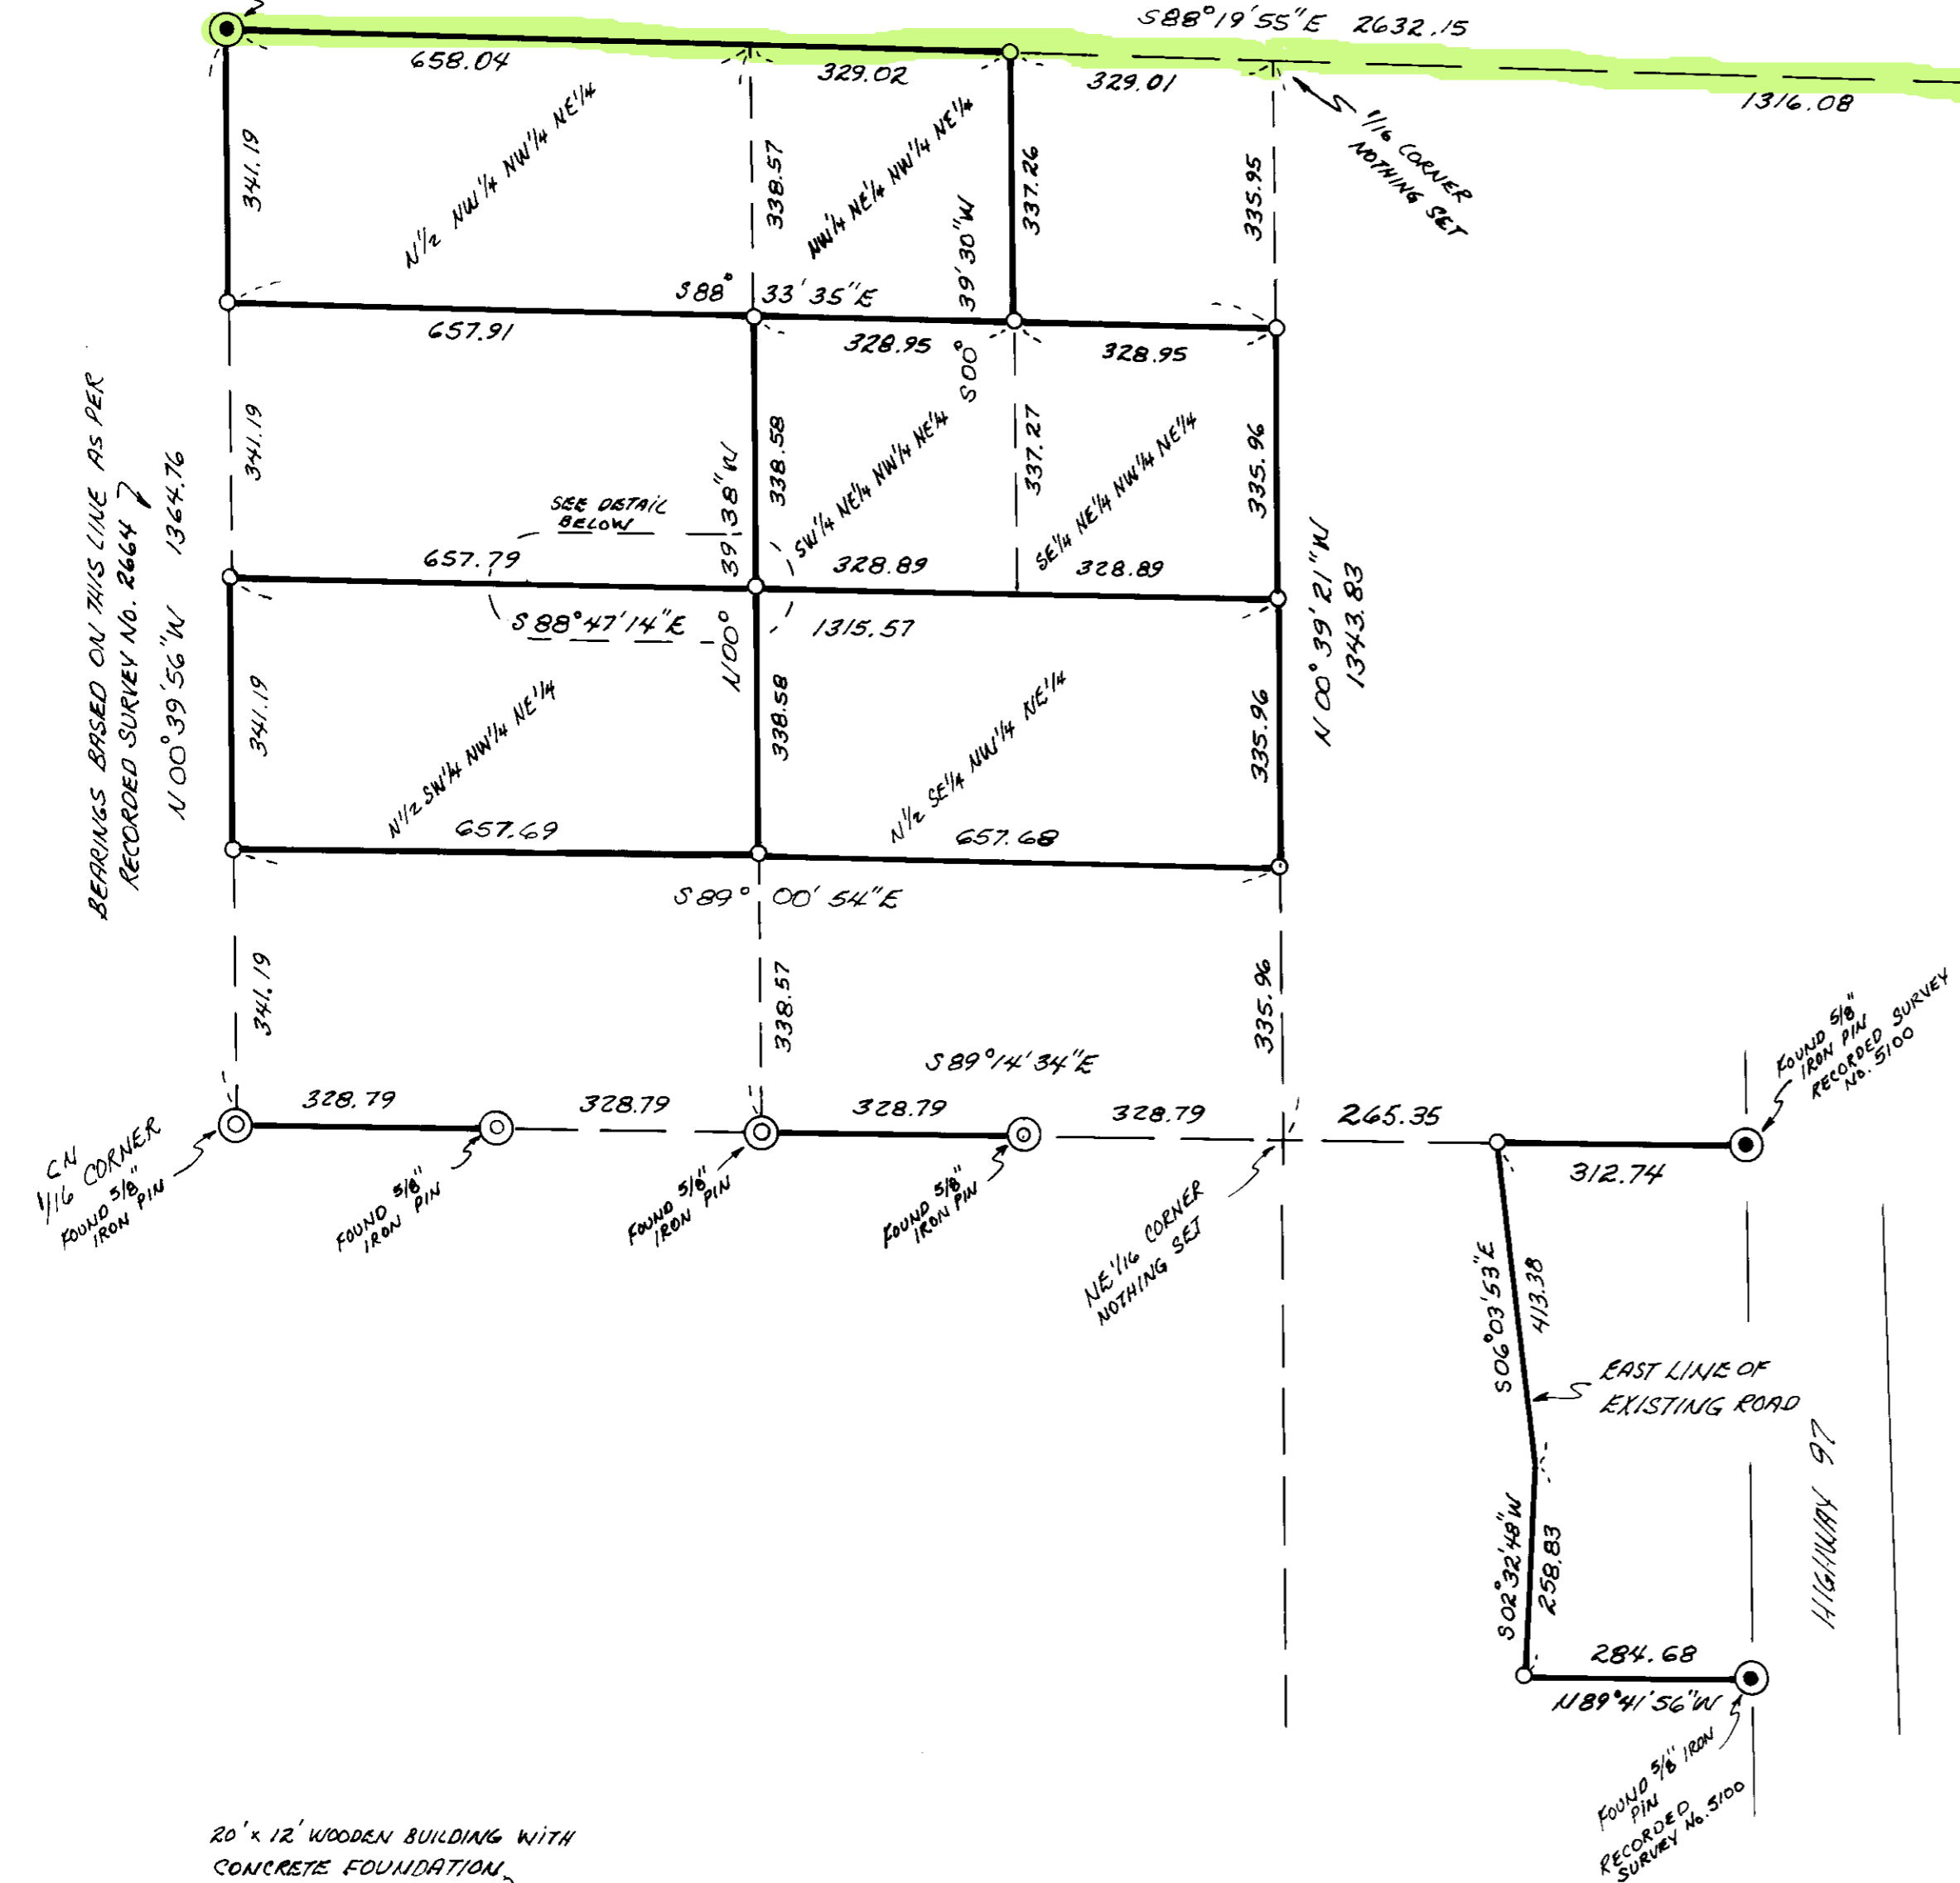 S88°19'55"E 2632.15
658.04
329.02
329.01
1316.08
1/16 CORNER
NOTHING SET
341.19
N1/2 NW1/4 NW1/4 NE1/4
338.57
NW1/4 NE1/4 NW1/4 NE1/4
337.26
335.95
S88° 33'35"E
S00° 39'30"W
657.91
328.95
328.95
BEARINGS BASED ON THIS LINE AS PER
RECORDED SURVEY No. 2664
N00°39'56"W 1364.76
341.19
338.58
SW1/4 NE1/4 NW1/4 NE1/4
337.27
SE1/4 NE1/4 NW1/4 NE1/4
335.96
SEE DETAIL
BELOW
N00° 39'38"W
657.79
328.89
328.89
S88°47'14"E
1315.57
N00°39'21"W
1343.83
341.19
N1/2 SW1/4 NW1/4 NE1/4
338.58
N1/2 SE1/4 NW1/4 NE1/4
335.96
657.69
657.68
S89° 00'54"E
341.19
338.57
335.96
S89°14'34"E
328.79
328.79
328.79
328.79
265.35
312.74
FOUND 5/8"
IRON PIN
RECORDED SURVEY
No. 5100
CN
1/16 CORNER
FOUND 5/8"
IRON PIN
FOUND 5/8"
IRON PIN
FOUND 5/8"
IRON PIN
FOUND 5/8"
IRON PIN
NE1/16 CORNER
NOTHING SET
S06°03'53"E
413.38
EAST LINE OF
EXISTING ROAD
HIGHWAY 97
S02°32'48"W
258.83
284.68
N89°41'56"W
FOUND 5/8" IRON
PIN
RECORDED
SURVEY No. 5100
20' x 12' WOODEN BUILDING WITH
CONCRETE FOUNDATION